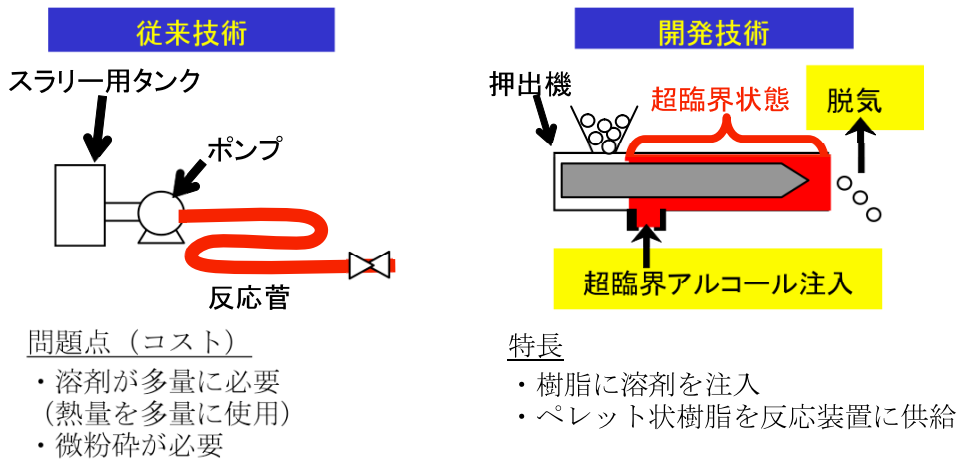 従来技術
スラリー用タンク
ポンプ
反応菅
問題点（コスト）
・溶剤が多量に必要
（熱量を多量に使用）
・微粉砕が必要
開発技術
押出機
超臨界状態
脱気
超臨界アルコール注入
特長
・樹脂に溶剤を注入
・ペレット状樹脂を反応装置に供給